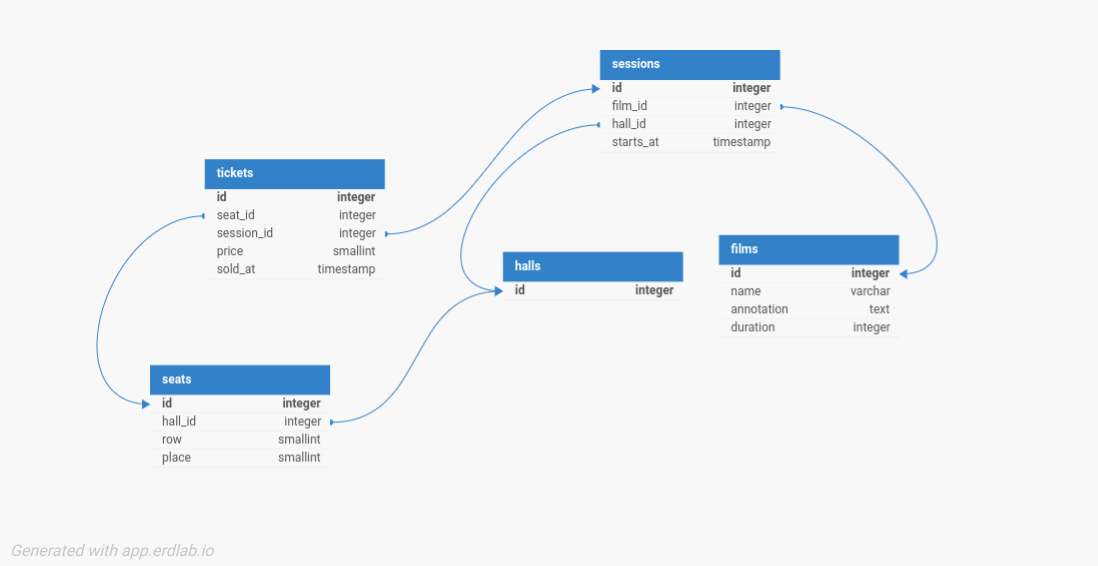 sessions
id integer
film_id integer
hall_id integer
starts_at timestamp
tickets
id integer
seat_id integer
session_id integer
price smallint
sold_at timestamp
halls
id integer
films
id integer
name varchar
annotation text
duration integer
seats
id integer
hall_id integer
row smallint
place smallint
Generated with app.erdlab.io